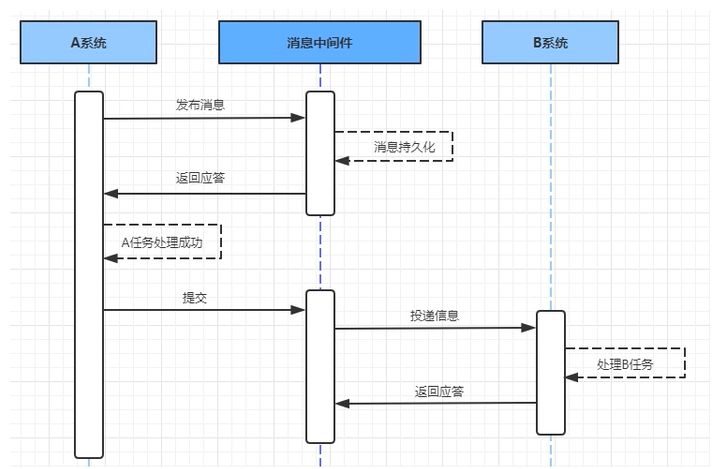 A系统
消息中间件
B系统
发布消息
消息持久化
返回应答
A任务处理成功
提交
投递信息
处理B任务
返回应答